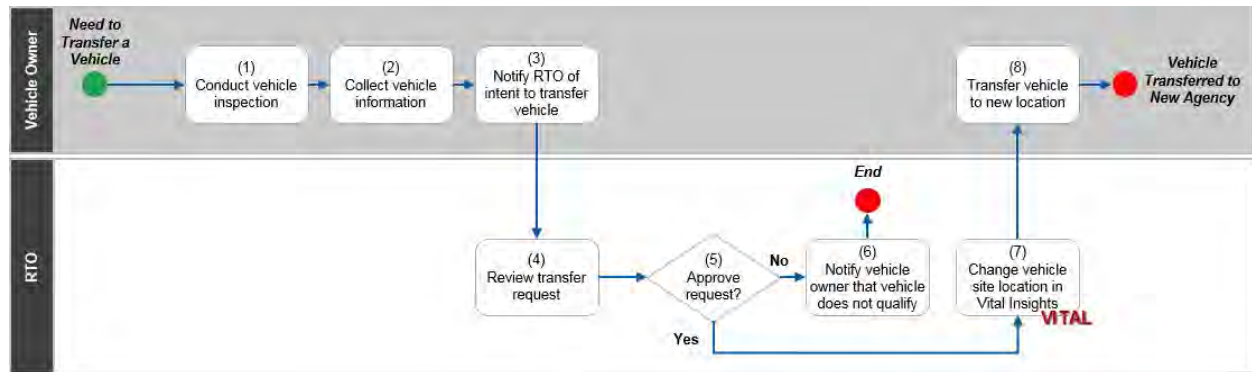 Vehicle Owner
Need to
Transfer a
Vehicle
(1)
Conduct vehicle
inspection
(2)
Collect vehicle
information
(3)
Notify RTO of
intent to transfer
vehicle
(8)
Transfer vehicle
to new location
Vehicle
Transferred to
New Agency
RTO
(4)
Review transfer
request
(5)
Approve
request?
No
Yes
(6)
Notify vehicle
owner that vehicle
does not qualify
End
(7)
Change vehicle
site location in
Vital Insights
VITAL